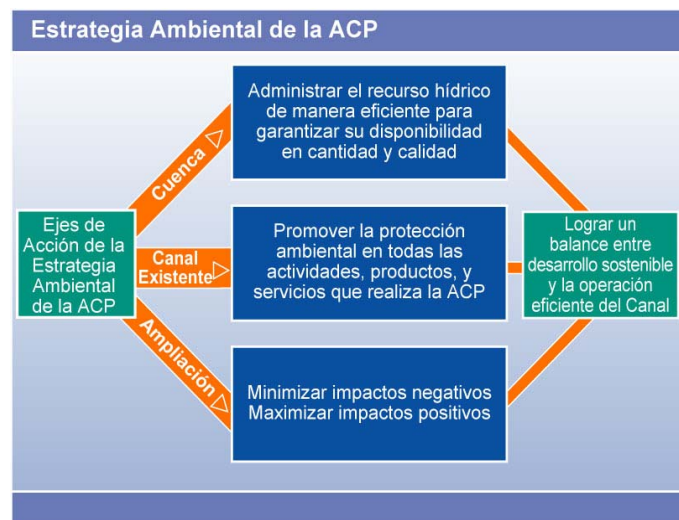 Estrategia Ambiental de la ACP
Ejes de
Acción de la
Estrategia
Ambiental
de la ACP
Cuenca
Administrar el recurso hídrico
de manera eficiente para
garantizar su disponibilidad
en cantidad y calidad
Canal
Existente
Promover la protección
ambiental en todas las
actividades, productos, y
servicios que realiza la ACP
Ampliación
Minimizar impactos negativos
Maximizar impactos positivos
Lograr un
balance entre
desarrollo sostenible
y la operación
eficiente del Canal